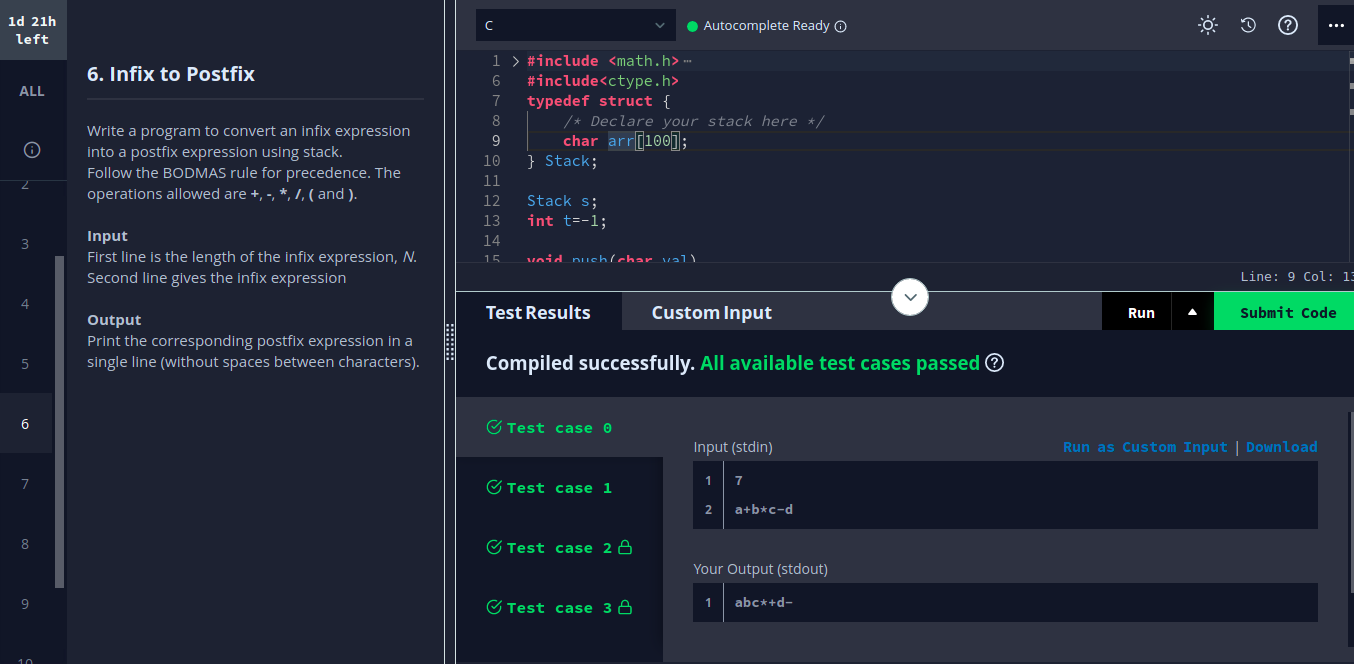 1d 21h
left
ALL
2
3
4
5
6
7
8
9
10
6. Infix to Postfix
Write a program to convert an infix expression
into a postfix expression using stack.
Follow the BODMAS rule for precedence. The
operations allowed are +, -, *, /, ( and ).
Input
First line is the length of the infix expression, N.
Second line gives the infix expression
Output
Print the corresponding postfix expression in a
single line (without spaces between characters).
C
Autocomplete Ready
1 #include <math.h>
6 #include<ctype.h>
7 typedef struct {
8 /* Declare your stack here */
9 char arr[100];
10 } Stack;
11
12 Stack s;
13 int t=-1;
14
15 void push(char val)
Line: 9 Col: 13
Test Results
Custom Input
Run
Submit Code
Compiled successfully. All available test cases passed
Test case 0
Test case 1
Test case 2
Test case 3
Input (stdin)
Run as Custom Input | Download
1 7
2 a+b*c-d
Your Output (stdout)
1 abc*+d-